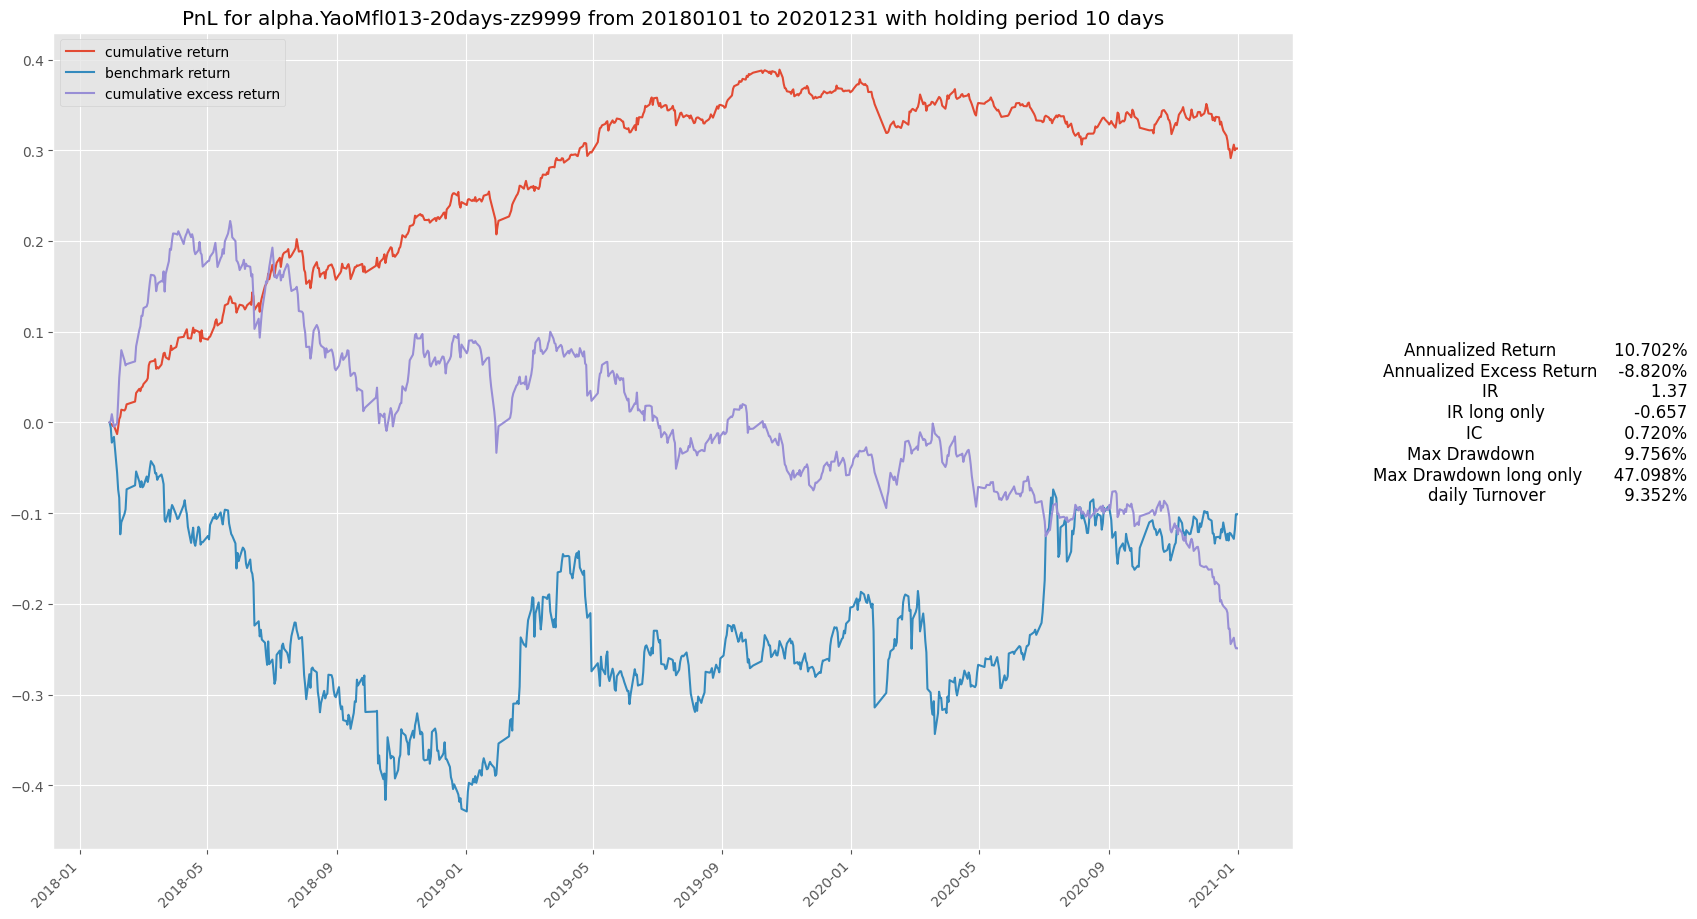 PnL for alpha.YaoMfl013-20days-zz9999 from 20180101 to 20201231 with holding period 10 days
cumulative return
benchmark return
cumulative excess return
0.4
0.3
0.2
0.1
0.0
−0.1
−0.2
−0.3
−0.4
2018-01
2018-05
2018-09
2019-01
2019-05
2019-09
2020-01
2020-05
2020-09
2021-01
Annualized Return 10.702%
Annualized Excess Return -8.820%
IR 1.37
IR long only -0.657
IC 0.720%
Max Drawdown 9.756%
Max Drawdown long only 47.098%
daily Turnover 9.352%